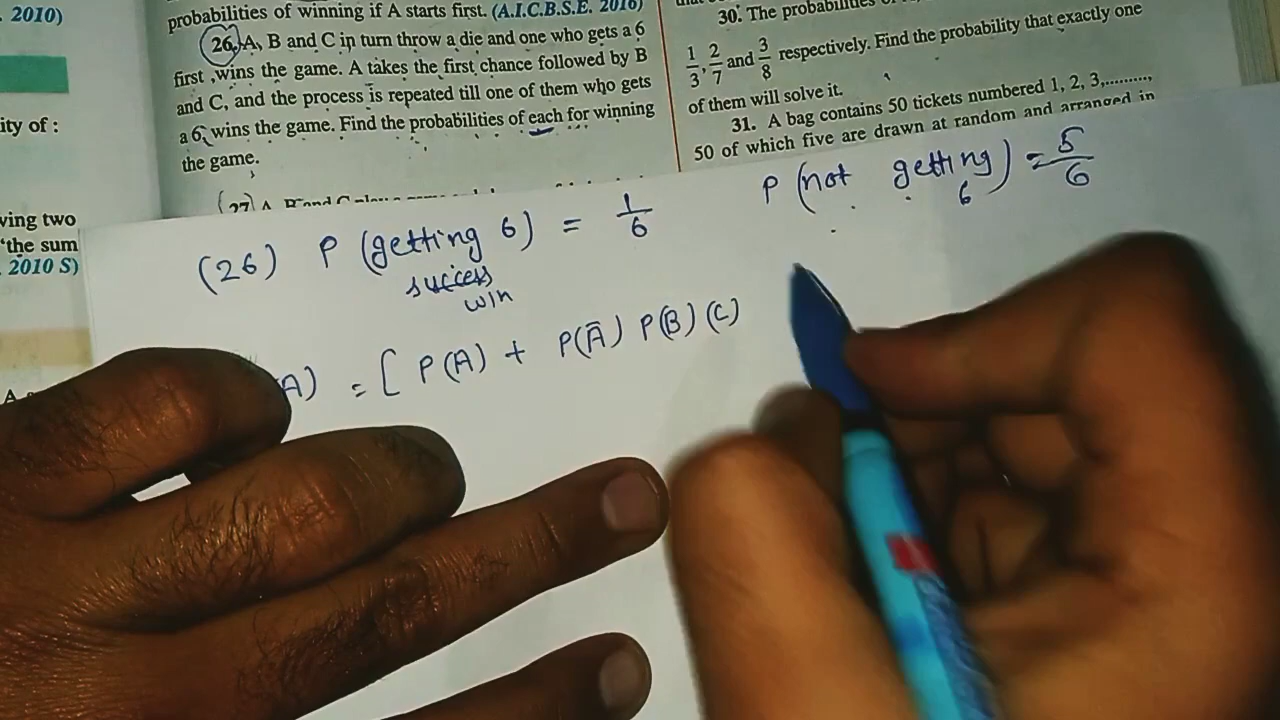 2010)
ity of :
ving two
'the sum
2010 S)
probabilities of winning if A starts first. (A.I.C.B.S.E. 2016)
26. A, B and C in turn throw a die and one who gets a 6
first, wins the game. A takes the first chance followed by B
and C, and the process is repeated till one of them who gets
a 6, wins the game. Find the probabilities of each for winning
the game.
(27) A
30. The probabilities
1/3, 2/7 and 3/8 respectively. Find the probability that exactly one
of them will solve it.
31. A bag contains 50 tickets numbered 1, 2, 3,...........,
50 of which five are drawn at random and arranged in
(26) P (getting 6) = 1/6
success
win
P (not getting 6) = 5/6
A) = [ P(A) + P(Ā) P(B̄) (C)